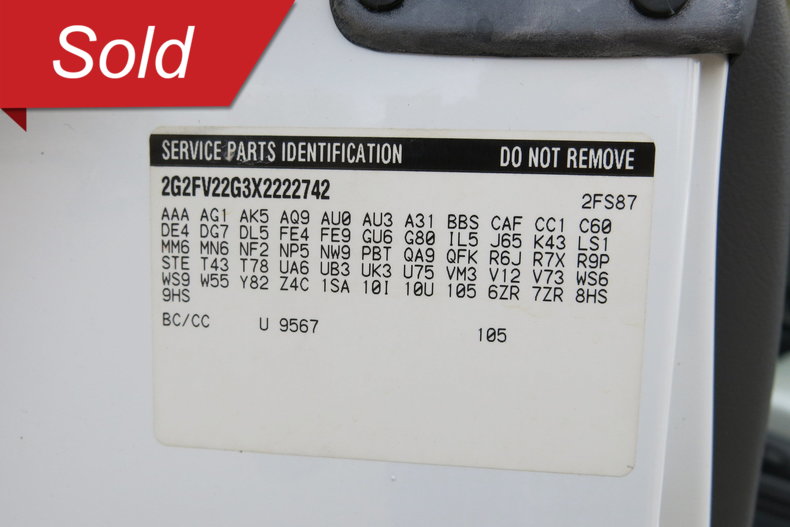 Sold
SERVICE PARTS IDENTIFICATION DO NOT REMOVE
2G2FV22G3X2222742 2FS87
AAA AG1 AK5 AQ9 AU0 AU3 A31 BBS CAF CC1 C60
DE4 DG7 DL5 FE4 FE9 GU6 G80 IL5 J65 K43 LS1
MM6 MN6 NF2 NP5 NW9 PBT QA9 QFK R6J R7X R9P
STE T43 T78 UA6 UB3 UK3 U75 VM3 V12 V73 WS6
WS9 W55 Y82 Z4C 1SA 10I 10U 105 6ZR 7ZR 8HS
9HS
BC/CC U 9567 105